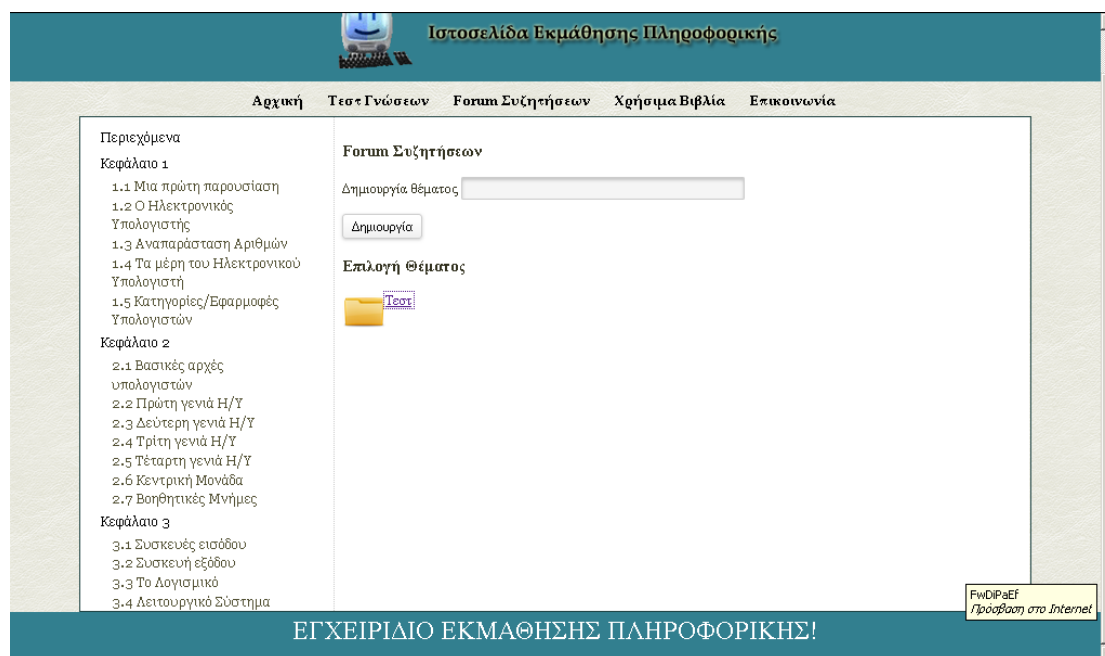 Ιστοσελίδα Εκμάθησης Πληροφορικής
Αρχική Τεστ Γνώσεων Forum Συζητήσεων Χρήσιμα Βιβλία Επικοινωνία
Περιεχόμενα
Κεφάλαιο 1
1.1 Μια πρώτη παρουσίαση
1.2 Ο Ηλεκτρονικός
Υπολογιστής
1.3 Αναπαράσταση Αριθμών
1.4 Τα μέρη του Ηλεκτρονικού
Υπολογιστή
1.5 Κατηγορίες/Εφαρμοφές
Υπολογιστών
Κεφάλαιο 2
2.1 Βασικές αρχές
υπολογιστών
2.2 Πρώτη γενιά Η/Υ
2.3 Δεύτερη γενιά Η/Υ
2.4 Τρίτη γενιά Η/Υ
2.5 Τέταρτη γενιά Η/Υ
2.6 Κεντρική Μονάδα
2.7 Βοηθητικές Μνήμες
Κεφάλαιο 3
3.1 Συσκευές εισόδου
3.2 Συσκευή εξόδου
3.3 Το Λογισμικό
3.4 Λειτουργικό Σύστημα
Forum Συζητήσεων
Δημιουργία θέματος
Δημιουργία
Επιλογή Θέματος
Τεστ
FwDiPaEf
Πρόσβαση στο Internet
ΕΓΧΕΙΡΙΔΙΟ ΕΚΜΑΘΗΣΗΣ ΠΛΗΡΟΦΟΡΙΚΗΣ!